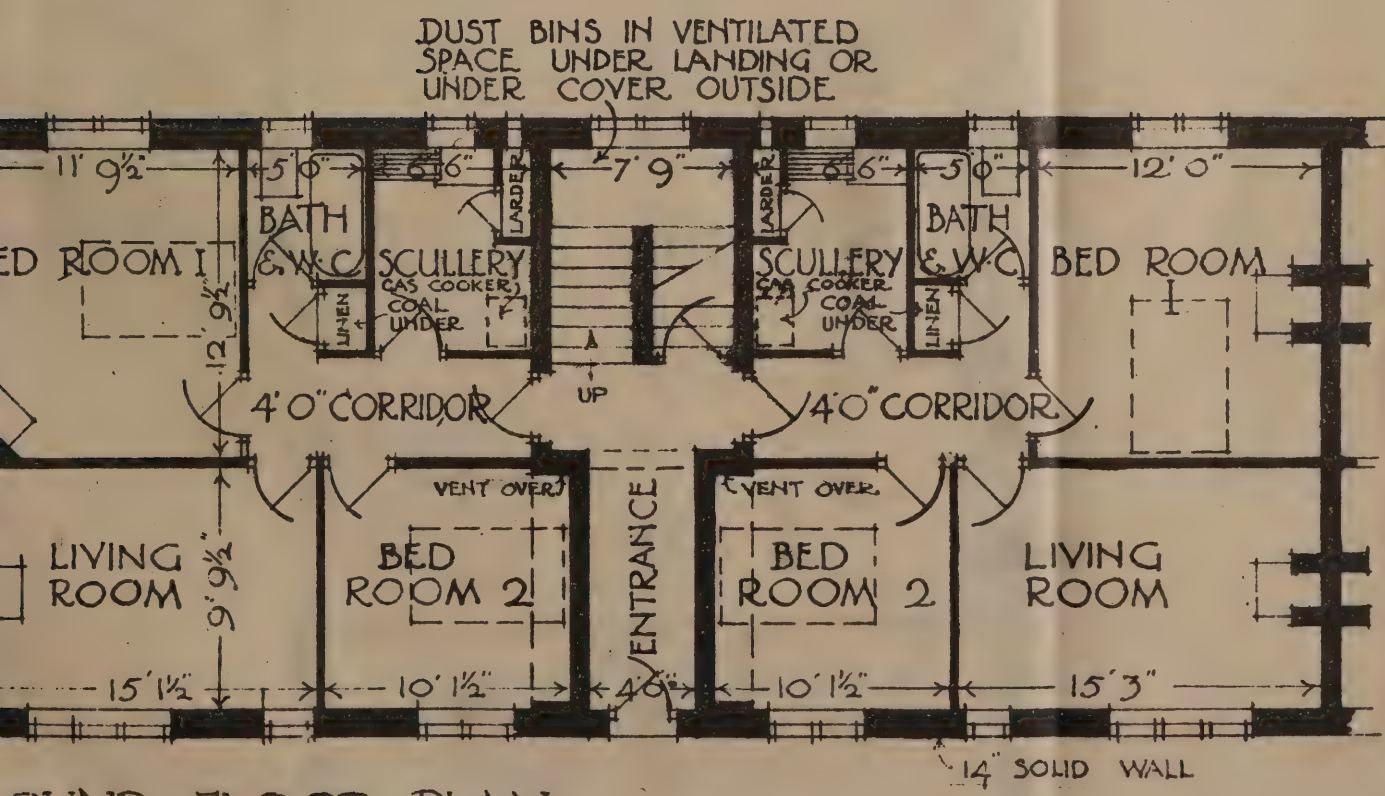 DUST BINS IN VENTILATED
SPACE UNDER LANDING OR
UNDER COVER OUTSIDE
11' 9½"
5' 0"
6' 6"
7' 9"
6' 6"
5' 0"
12' 0"
LARDER
LARDER
BATH
& W.C
BATH
& W.C
ROOM 1
12' 9½"
SCULLERY
GAS COOKER
COAL
UNDER
LINEN
SCULLERY
GAS COOKER
COAL
UNDER
LINEN
BED ROOM
1
UP
4' 0" CORRIDOR
4' 0" CORRIDOR
VENT OVER
VENT OVER
LIVING
ROOM
9' 9½"
BED
ROOM 2
ENTRANCE
BED
ROOM 2
LIVING
ROOM
15' 1½"
10' 1½"
4' 6"
10' 1½"
15' 3"
14" SOLID WALL
FLOOR PLAN